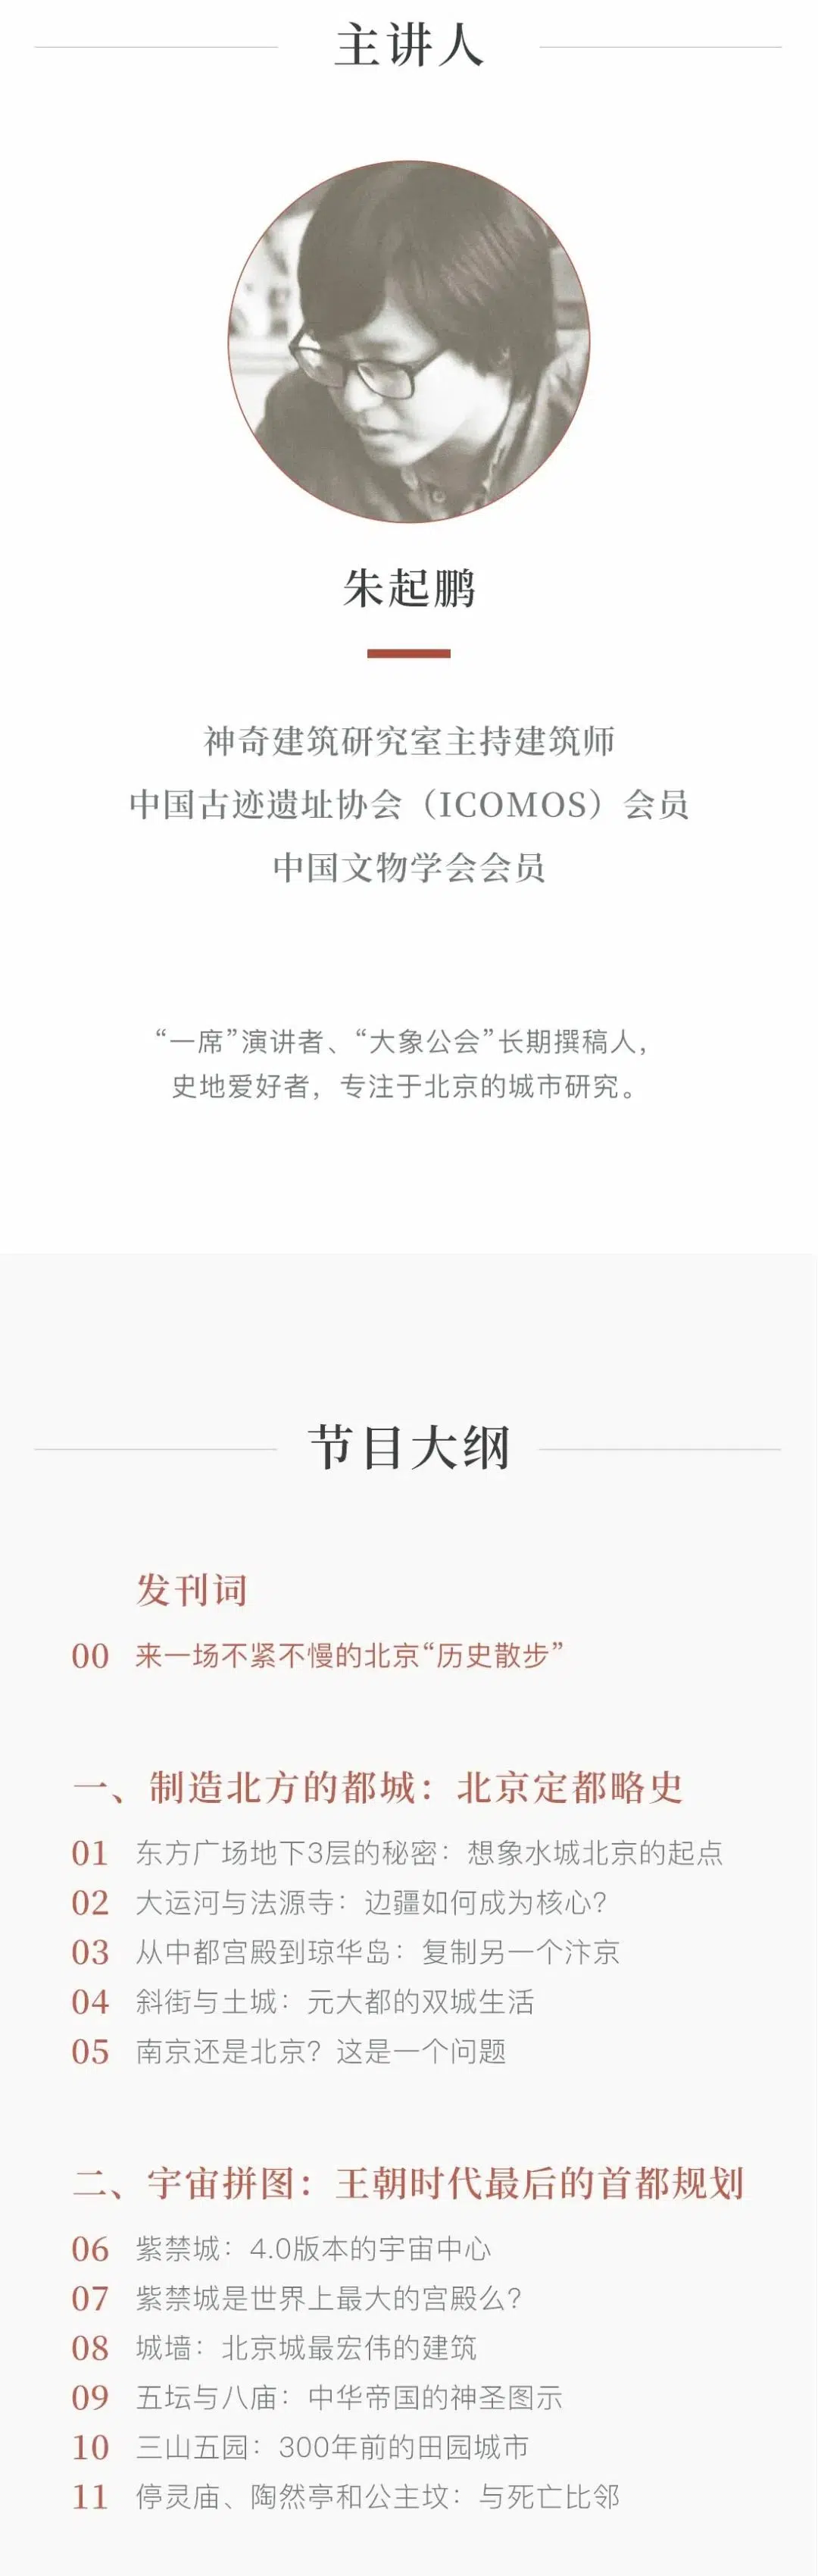 主讲人
朱起鹏
神奇建筑研究室主持建筑师
中国古迹遗址协会（ICOMOS）会员
中国文物学会会员
“一席”演讲者、“大象公会”长期撰稿人，
史地爱好者，专注于北京的城市研究。
节目大纲
发刊词
00 来一场不紧不慢的北京“历史散步”
一、制造北方的都城：北京定都略史
01 东方广场地下3层的秘密：想象水城北京的起点
02 大运河与法源寺：边疆如何成为核心？
03 从中都宫殿到琼华岛：复制另一个汴京
04 斜街与土城：元大都的双城生活
05 南京还是北京？这是一个问题
二、宇宙拼图：王朝时代最后的首都规划
06 紫禁城：4.0版本的宇宙中心
07 紫禁城是世界上最大的宫殿么？
08 城墙：北京城最宏伟的建筑
09 五坛与八庙：中华帝国的神圣图示
10 三山五园：300年前的田园城市
11 停灵庙、陶然亭和公主坟：与死亡比邻